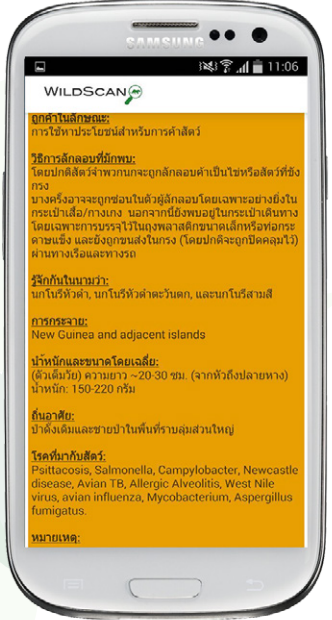 SAMSUNG
11:06
WILDSCAN
ถูกค้าในลักษณะ:
การใช้หาประโยชน์สำหรับการค้าสัตว์
วิธีการลักลอบที่มักพบ:
โดยปกติสัตว์จำพวกนกจะถูกลักลอบค้าเป็นไข่หรือสัตว์ที่ขัง
กรง
บางครั้งอาจจะถูกซ่อนในตัวผู้ลักลอบโดยเฉพาะอย่างยิ่งใน
กระเป๋าเสื้อ/กางเกง นอกจากนี้ยังพบอยู่ในกระเป๋าเดินทาง
โดยเฉพาะการบรรจุไว้ในถุงพลาสติกขนาดเล็กหรือท่อกระ
ดาษแข็ง และยังถูกขนส่งในกรง (โดยปกติจะถูกปิดคลุมไว้)
ผ่านทางเรือและทางรถ
รู้จักกันในนามว่า:
นกโนรีหัวดำ, นกโนรีหัวดำตะวันตก, และนกโนรีสามสี
การกระจาย:
New Guinea and adjacent islands
น้ำหนักและขนาดโดยเฉลี่ย:
(ตัวเต็มวัย) ความยาว ~20-30 ซม. (จากหัวถึงปลายหาง)
น้ำหนัก: 150-220 กรัม
ถิ่นอาศัย:
ป่าดั้งเดิมและชายป่าในพื้นที่ราบลุ่มส่วนใหญ่
โรคที่มากับสัตว์:
Psittacosis, Salmonella, Campylobacter, Newcastle
disease, Avian TB, Allergic Alveolitis, West Nile
virus, avian influenza, Mycobacterium, Aspergillus
fumigatus.
หมายเหตุ: